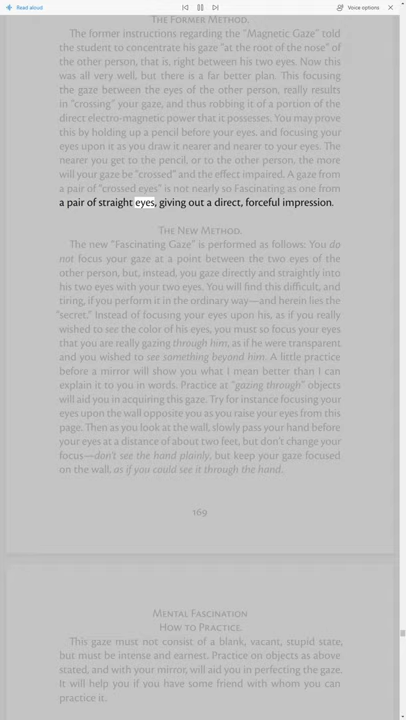 Read aloud
Voice options
The Former Method.
The former instructions regarding the "Magnetic Gaze" told
the student to concentrate his gaze "at the root of the nose" of
the other person, that is, right between his two eyes. Now this
was all very well, but there is a far better plan. This focusing
the gaze between the eyes of the other person, really results
in "crossing" your gaze, and thus robbing it of a portion of the
direct electro-magnetic power that it possesses. You may prove
this by holding up a pencil before your eyes, and focusing your
eyes upon it as you draw it nearer and nearer to your eyes. The
nearer you get to the pencil, or to the other person, the more
will your gaze be "crossed" and the effect impaired. A gaze from
a pair of "crossed eyes" is not nearly so Fascinating as one from
a pair of straight eyes, giving out a direct, forceful impression.
The New Method.
The new "Fascinating Gaze" is performed as follows: You do
not focus your gaze at a point between the two eyes of the
other person, but, instead, you gaze directly and straightly into
his two eyes with your two eyes. You will find this difficult, and
tiring, if you perform it in the ordinary way—and herein lies the
"secret." Instead of focusing your eyes upon his, as if you really
wished to see the color of his eyes, you must so focus your eyes
that you are really gazing through him, as if he were transparent
and you wished to see something beyond him. A little practice
before a mirror will show you what I mean better than I can
explain it to you in words. Practice at "gazing through" objects
will aid you in acquiring this gaze. Try for instance focusing your
eyes upon the wall opposite you as you raise your eyes from this
page. Then as you look at the wall, slowly pass your hand before
your eyes at a distance of about two feet, but don't change your
focus—don't see the hand plainly, but keep your gaze focused
on the wall, as if you could see it through the hand.
169
Mental Fascination
How to Practice.
This gaze must not consist of a blank, vacant, stupid state,
but must be intense and earnest. Practice on objects as above
stated, and with your mirror, will aid you in perfecting the gaze.
It will help you if you have some friend with whom you can
practice it.